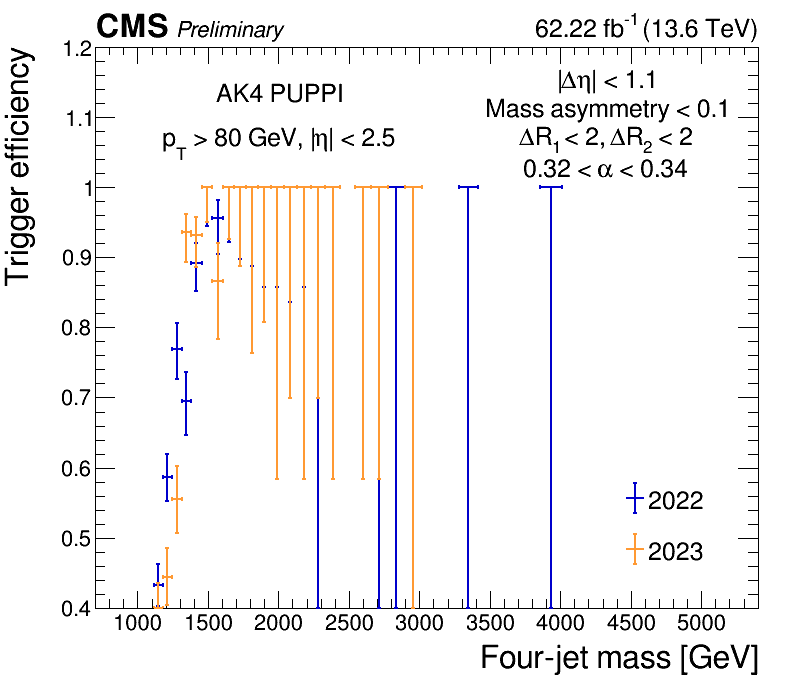 CMS Preliminary 62.22 fb⁻¹ (13.6 TeV)
AK4 PUPPI
p_T > 80 GeV, |η| < 2.5
|Δη| < 1.1
Mass asymmetry < 0.1
ΔR₁ < 2, ΔR₂ < 2
0.32 < α < 0.34
Trigger efficiency
1.2
1.1
1
0.9
0.8
0.7
0.6
0.5
0.4
2022
2023
1000 1500 2000 2500 3000 3500 4000 4500 5000
Four-jet mass [GeV]